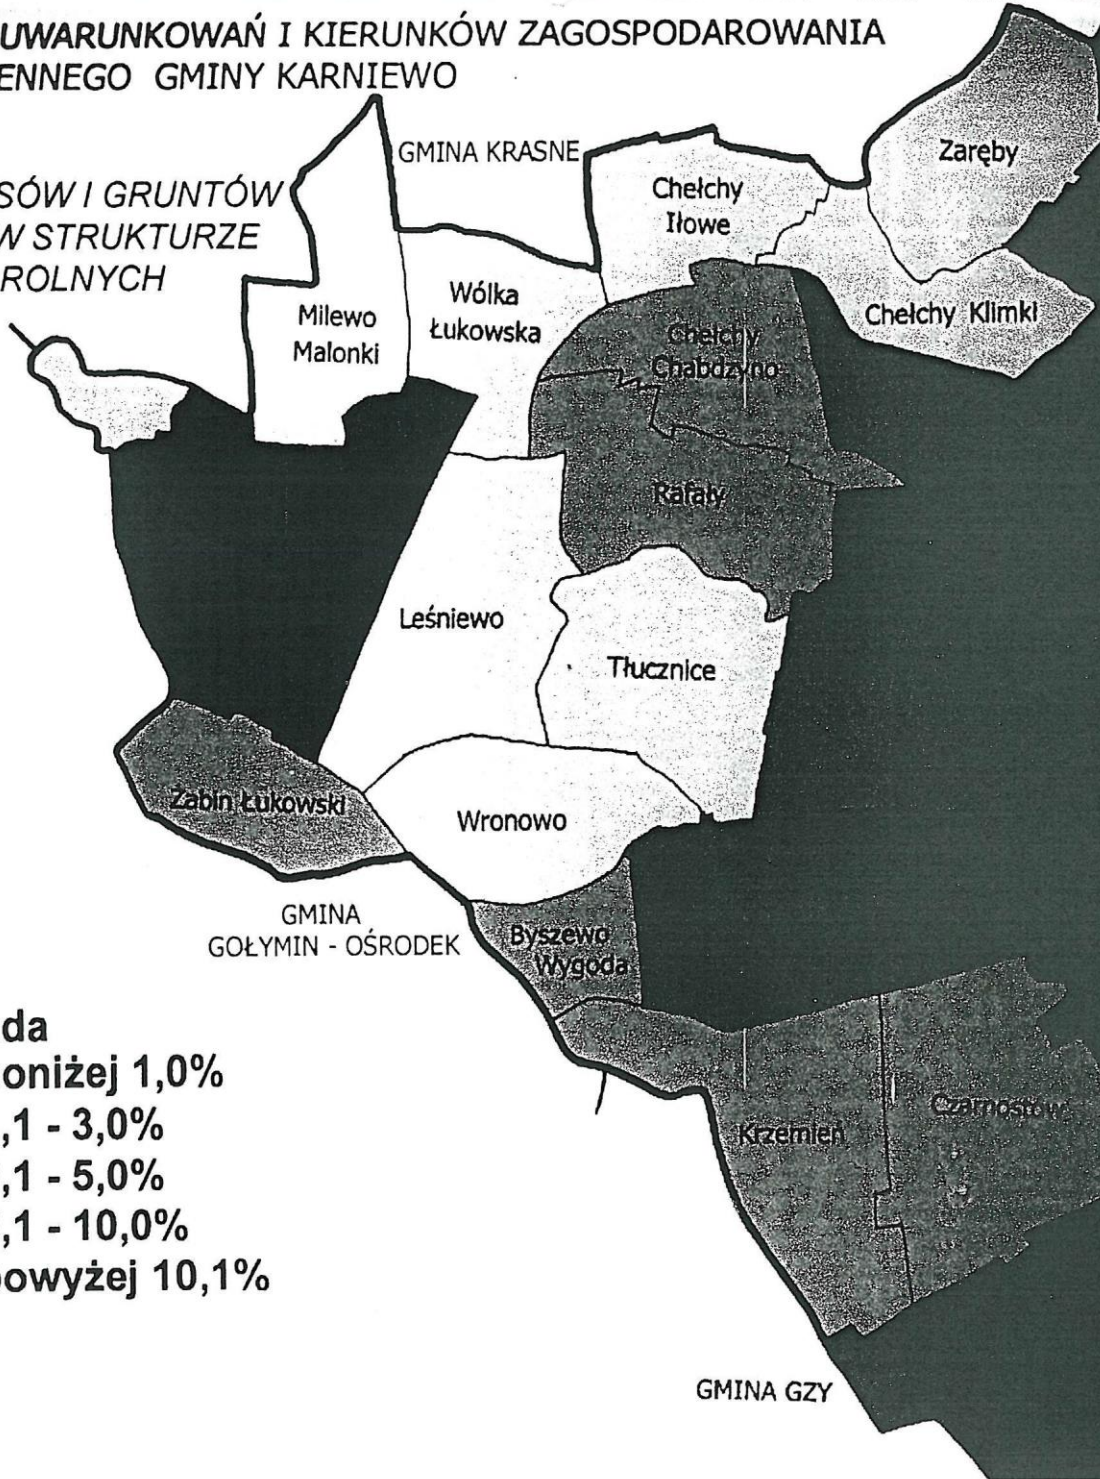 UWARUNKOWAŃ I KIERUNKÓW ZAGOSPODAROWANIA
ENNEGO GMINY KARNIEWO
SÓW I GRUNTÓW
W STRUKTURZE
ROLNYCH
GMINA KRASNE
Zaręby
Chełchy
Iłowe
Chełchy Klimki
Milewo
Malonki
Wólka
Łukowska
Chełchy
Chabdzyno
Rafały
Leśniewo
Tłucznice
Żabin Łukowski
Wronowo
GMINA
GOŁYMIN - OŚRODEK
Byszewo
Wygoda
Krzemień
Czarnostów
GMINA GZY
da
oniżej 1,0%
,1 - 3,0%
,1 - 5,0%
,1 - 10,0%
powyżej 10,1%